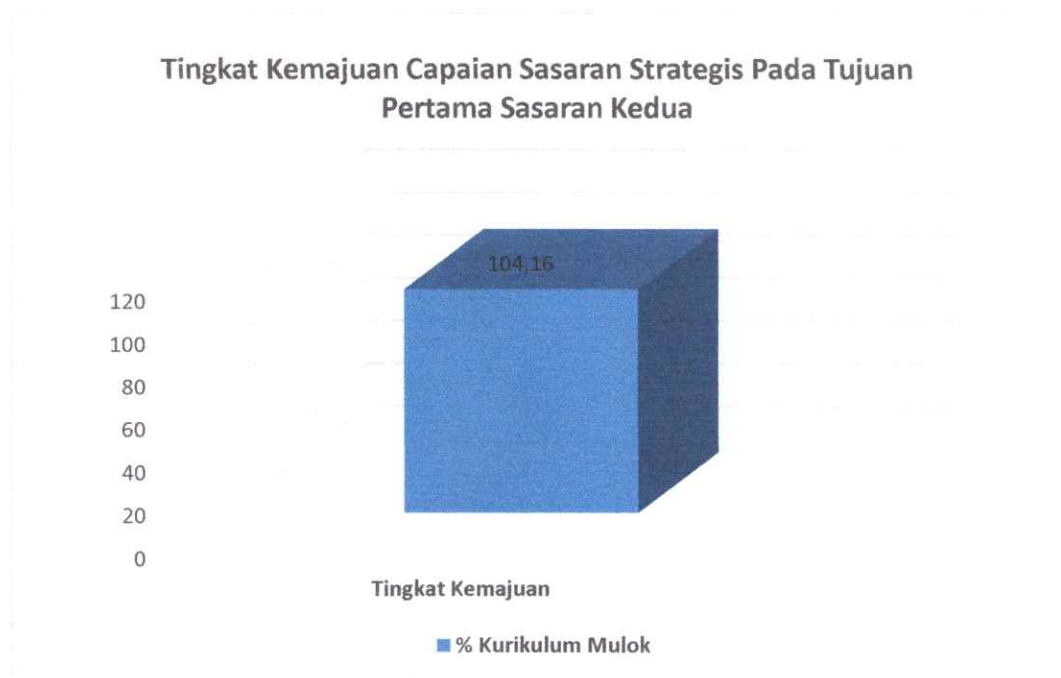 Tingkat Kemajuan Capaian Sasaran Strategis Pada Tujuan
Pertama Sasaran Kedua
104,16
120
100
80
60
40
20
0
Tingkat Kemajuan
% Kurikulum Mulok